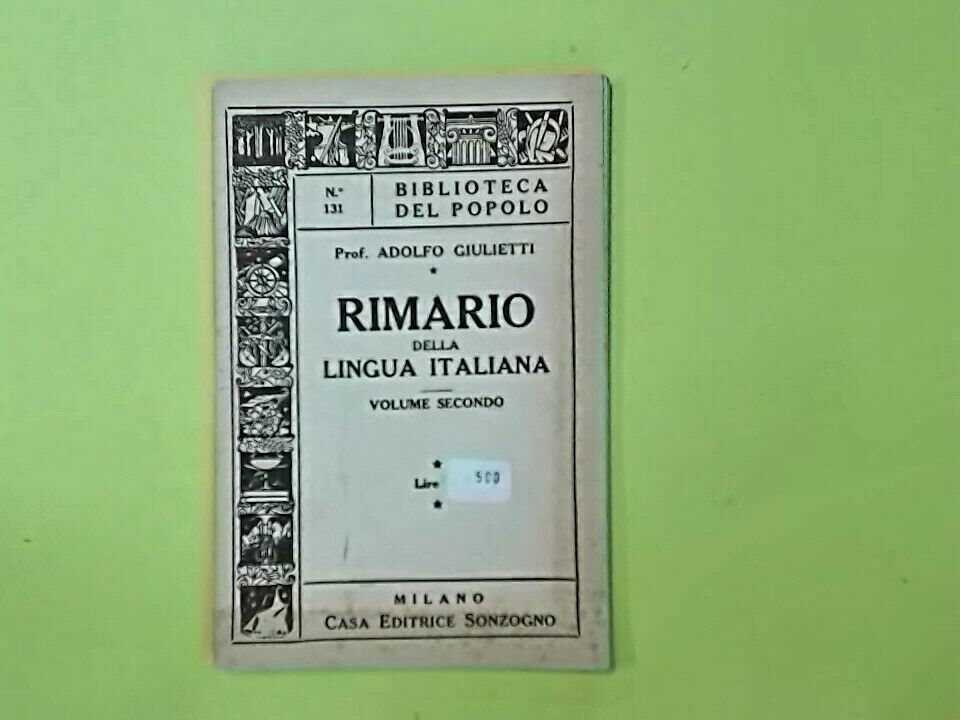 N.º
131
BIBLIOTECA
DEL POPOLO
Prof. ADOLFO GIULIETTI
RIMARIO
DELLA
LINGUA ITALIANA
VOLUME SECONDO
Lire 500
MILANO
CASA EDITRICE SONZOGNO